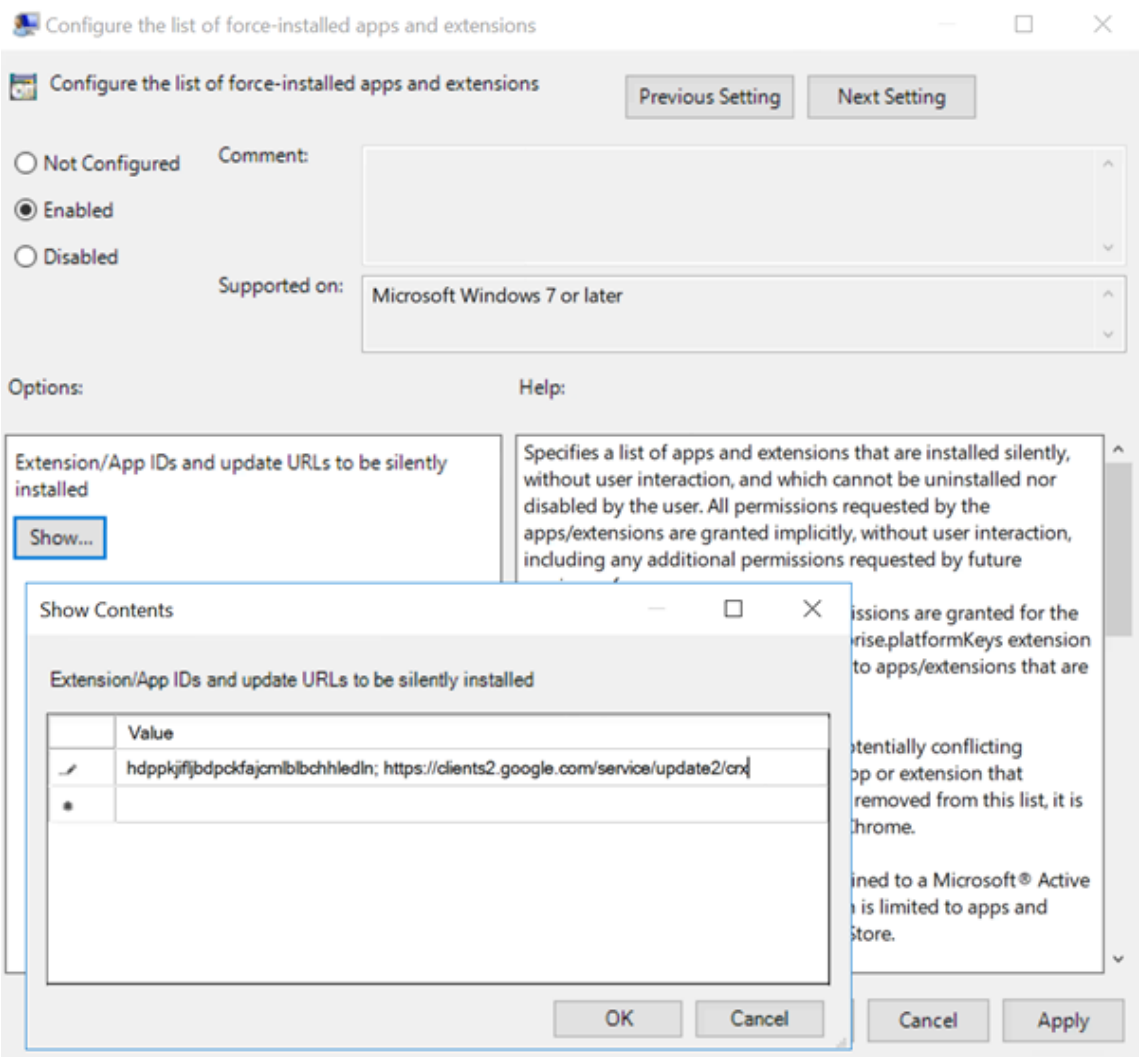 Configure the list of force-installed apps and extensions
Configure the list of force-installed apps and extensions
Previous Setting
Next Setting
Not Configured
Enabled
Disabled
Comment:
Supported on:
Microsoft Windows 7 or later
Options:
Help:
Extension/App IDs and update URLs to be silently
installed
Show...
Specifies a list of apps and extensions that are installed silently,
without user interaction, and which cannot be uninstalled nor
disabled by the user. All permissions requested by the
apps/extensions are granted implicitly, without user interaction,
including any additional permissions requested by future
issions are granted for the
rise.platformKeys extension
to apps/extensions that are
tentially conflicting
or extension that
removed from this list, it is
hrome.
ined to a Microsoft® Active
is limited to apps and
Store.
Show Contents
Extension/App IDs and update URLs to be silently installed
Value
hdppkjifljbdpckfajcmlblbchhledln; https://clients2.google.com/service/update2/crx
OK
Cancel
Cancel
Apply